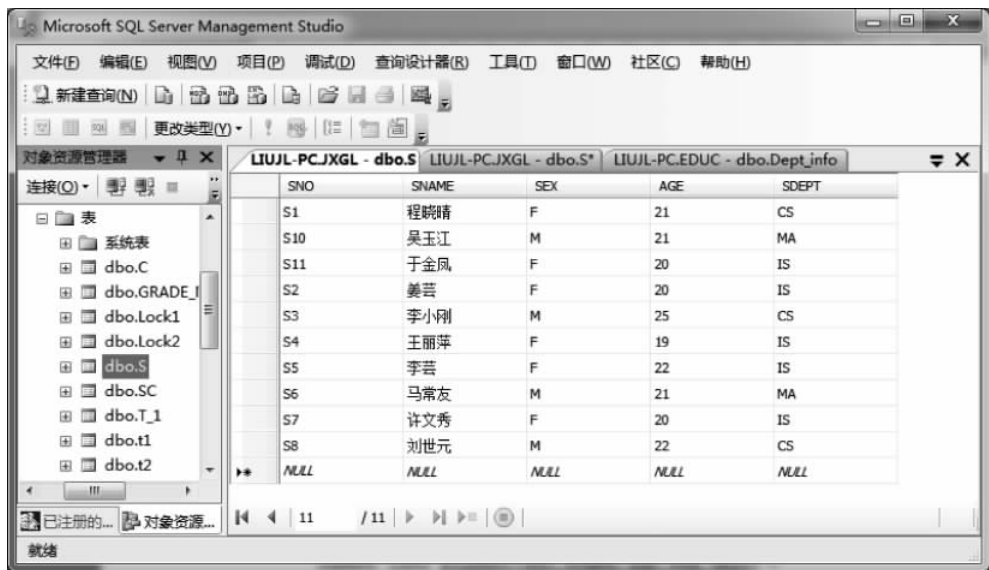 Microsoft SQL Server Management Studio
文件(F) 编辑(E) 视图(V) 项目(P) 调试(D) 查询设计器(R) 工具(T) 窗口(W) 社区(C) 帮助(H)
新建查询(N)
更改类型(Y)
对象资源管理器
LIUJL-PC.JXGL - dbo.S LIUJL-PC.JXGL - dbo.S* LIUJL-PC.EDUC - dbo.Dept_info
连接(O)
表
系统表
dbo.C
dbo.GRADE_
dbo.Lock1
dbo.Lock2
dbo.S
dbo.SC
dbo.T_1
dbo.t1
dbo.t2
已注册的... 对象资源...
SNO SNAME SEX AGE SDEPT
S1 程晓晴 F 21 CS
S10 吴玉江 M 21 MA
S11 于金凤 F 20 IS
S2 姜芸 F 20 IS
S3 李小刚 M 25 CS
S4 王丽萍 F 19 IS
S5 李芸 F 22 IS
S6 马常友 M 21 MA
S7 许文秀 F 20 IS
S8 刘世元 M 22 CS
NULL NULL NULL NULL NULL
11 / 11
就绪